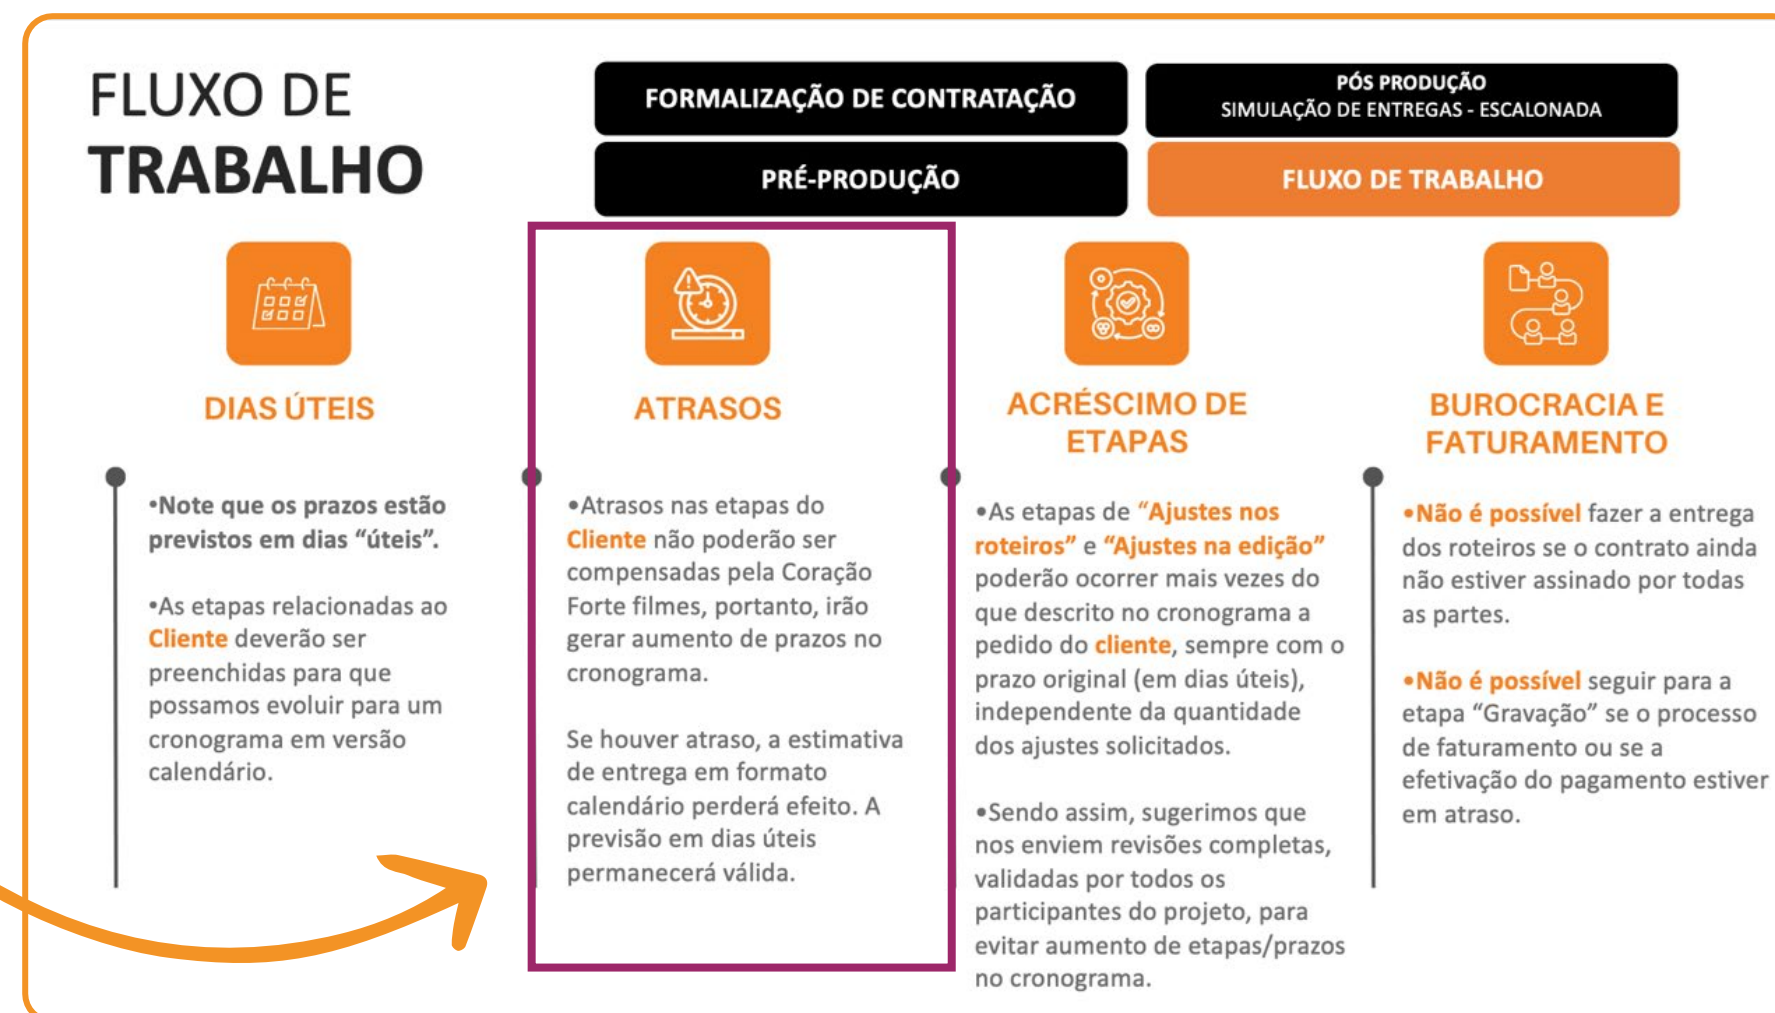 FLUXO DE
TRABALHO
FORMALIZAÇÃO DE CONTRATAÇÃO
PÓS PRODUÇÃO
SIMULAÇÃO DE ENTREGAS - ESCALONADA
PRÉ-PRODUÇÃO
FLUXO DE TRABALHO
DIAS ÚTEIS
•Note que os prazos estão
previstos em dias “úteis”.
•As etapas relacionadas ao
Cliente deverão ser
preenchidas para que
possamos evoluir para um
cronograma em versão
calendário.
ATRASOS
•Atrasos nas etapas do
Cliente não poderão ser
compensadas pela Coração
Forte filmes, portanto, irão
gerar aumento de prazos no
cronograma.
Se houver atraso, a estimativa
de entrega em formato
calendário perderá efeito. A
previsão em dias úteis
permanecerá válida.
ACRÉSCIMO DE
ETAPAS
•As etapas de “Ajustes nos
roteiros” e “Ajustes na edição”
poderão ocorrer mais vezes do
que descrito no cronograma a
pedido do cliente, sempre com o
prazo original (em dias úteis),
independente da quantidade
dos ajustes solicitados.
•Sendo assim, sugerimos que
nos enviem revisões completas,
validadas por todos os
participantes do projeto, para
evitar aumento de etapas/prazos
no cronograma.
BUROCRACIA E
FATURAMENTO
•Não é possível fazer a entrega
dos roteiros se o contrato ainda
não estiver assinado por todas
as partes.
•Não é possível seguir para a
etapa “Gravação” se o processo
de faturamento ou se a
efetivação do pagamento estiver
em atraso.